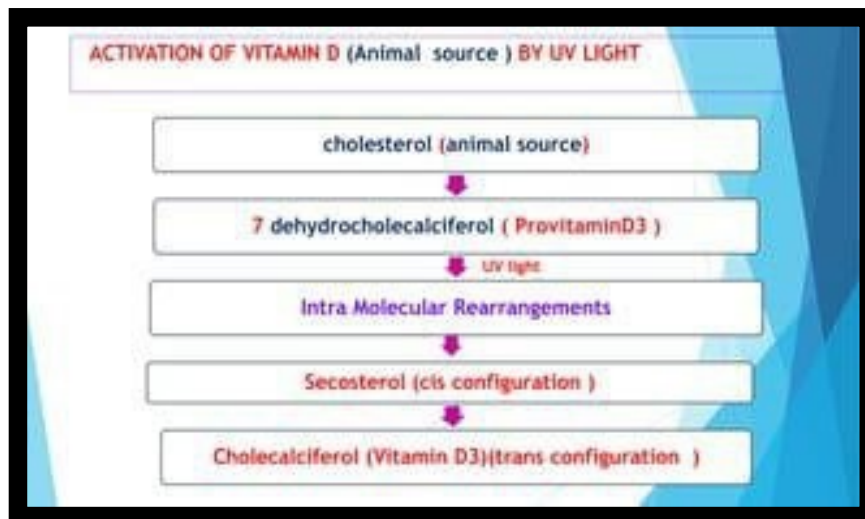 ACTIVATION OF VITAMIN D (Animal source ) BY UV LIGHT
cholesterol (animal source)
7 dehydrocholecalciferol ( ProvitaminD3 )
UV light
Intra Molecular Rearrangements
Secosterol (cis configuration )
Cholecalciferol (Vitamin D3)(trans configuration )